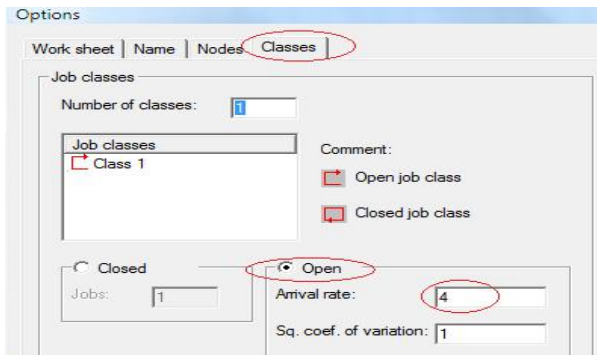 Options
Work sheet Name Nodes Classes
Job classes
Number of classes: 1
Job classes
Class 1
Comment:
Open job class
Closed job class
Closed
Jobs: 1
Open
Arrival rate: 4
Sq. coef. of variation: 1